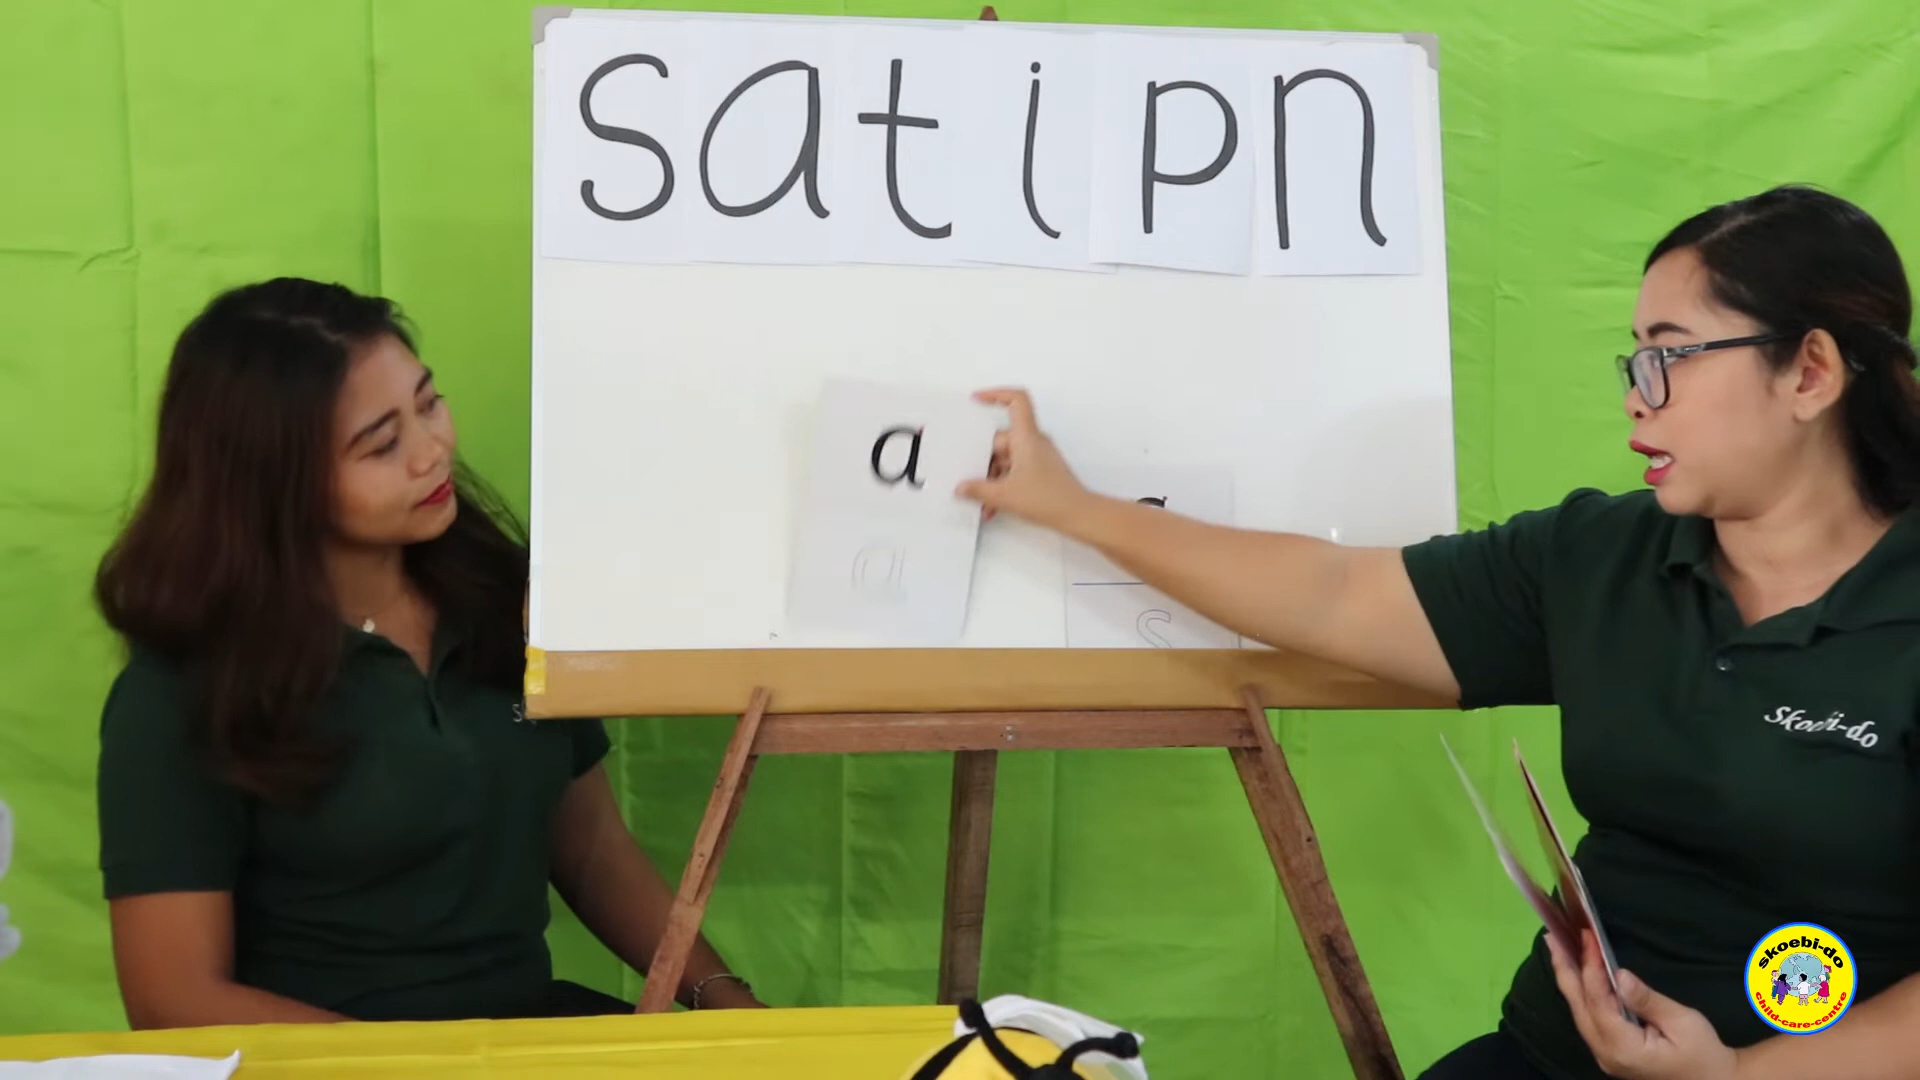 satipn
a
a
s
s
Skoebi-do
skoebi-do
child-care-centre